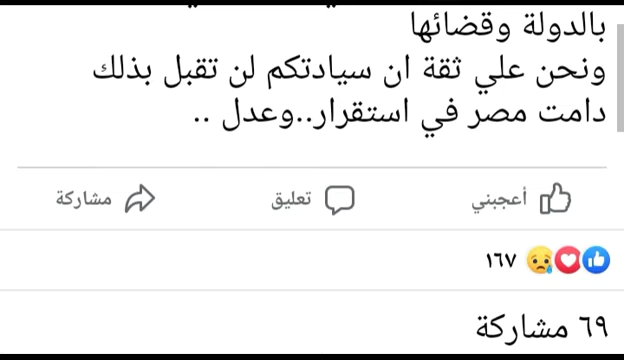 بالدولة وقضائها
ونحن علي ثقة ان سيادتكم لن تقبل بذلك
دامت مصر في استقرار..وعدل ..
أعجبني تعليق مشاركة
١٦٧
٦٩ مشاركة